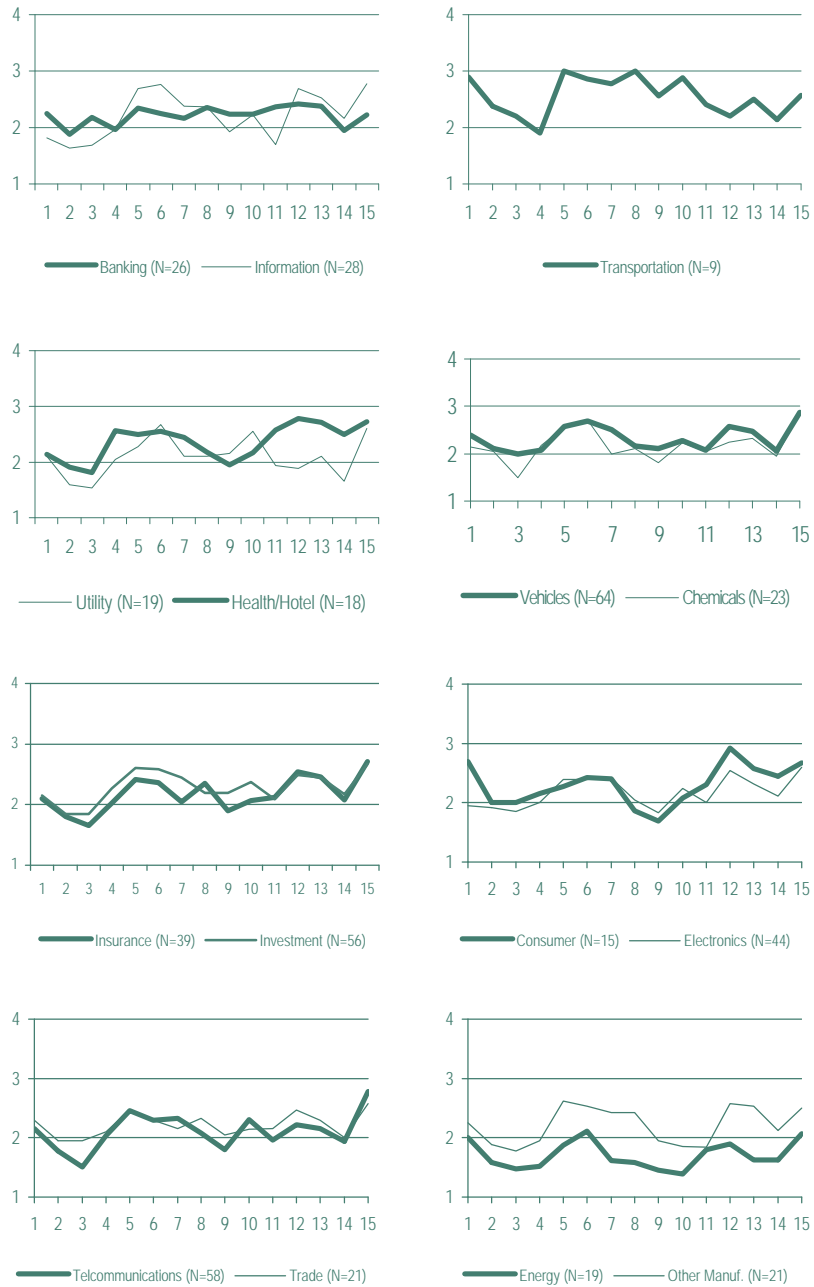 4
3
2
1
1 2 3 4 5 6 7 8 9 10 11 12 13 14 15
Banking (N=26) Information (N=28)
4
3
2
1
1 2 3 4 5 6 7 8 9 10 11 12 13 14 15
Transportation (N=9)
4
3
2
1
1 2 3 4 5 6 7 8 9 10 11 12 13 14 15
Utility (N=19) Health/Hotel (N=18)
4
3
2
1
1 3 5 7 9 11 13 15
Vehicles (N=64) Chemicals (N=23)
4
3
2
1
1 2 3 4 5 6 7 8 9 10 11 12 13 14 15
Insurance (N=39) Investment (N=56)
4
3
2
1
1 2 3 4 5 6 7 8 9 10 11 12 13 14 15
Consumer (N=15) Electronics (N=44)
4
3
2
1
1 2 3 4 5 6 7 8 9 10 11 12 13 14 15
Telcommunications (N=58) Trade (N=21)
4
3
2
1
1 2 3 4 5 6 7 8 9 10 11 12 13 14 15
Energy (N=19) Other Manuf. (N=21)